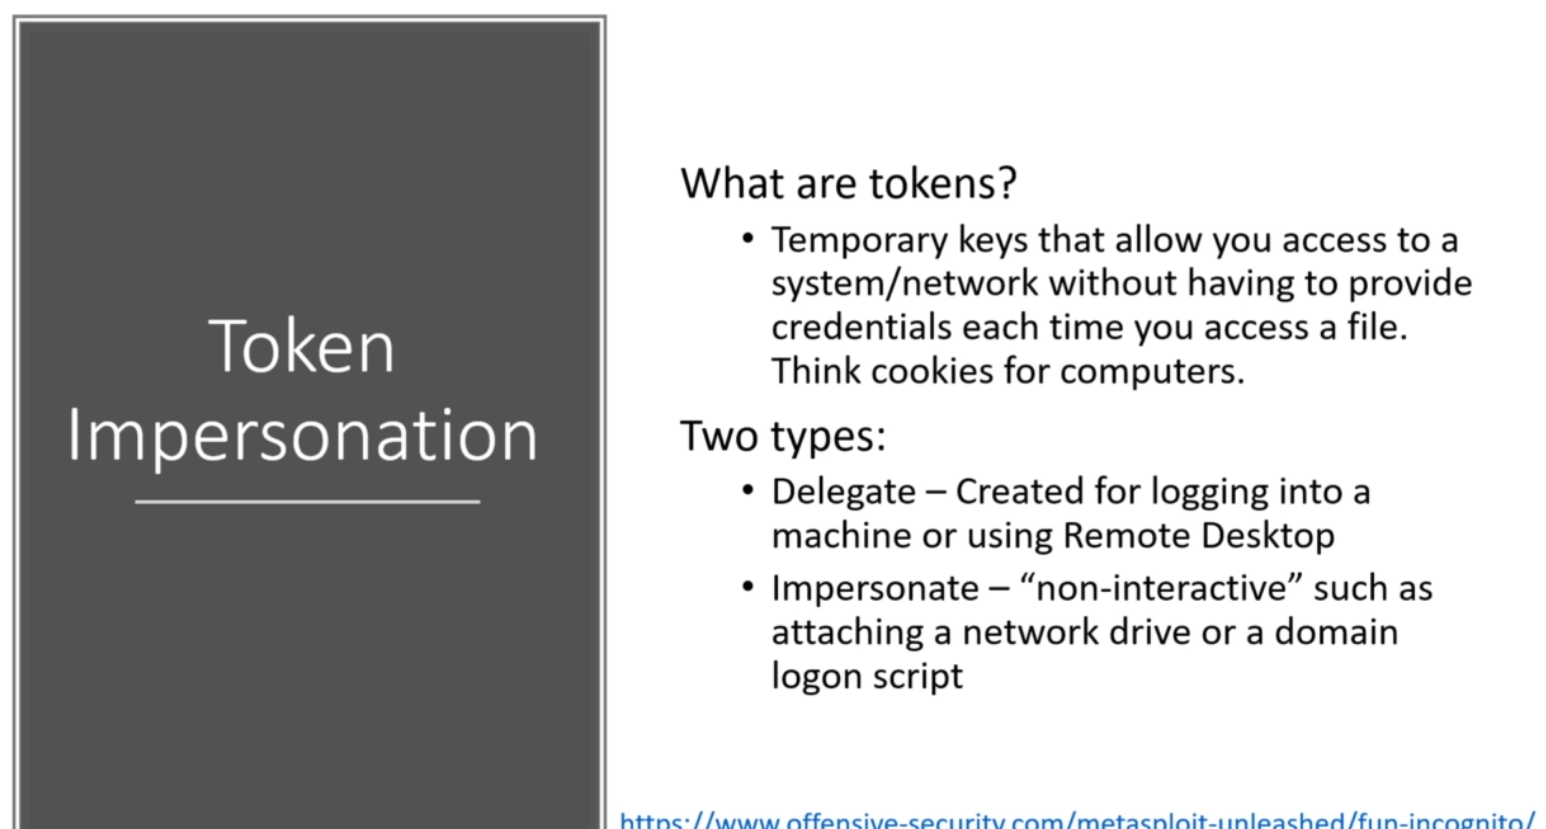 Token
Impersonation
What are tokens?
• Temporary keys that allow you access to a
system/network without having to provide
credentials each time you access a file.
Think cookies for computers.
Two types:
• Delegate – Created for logging into a
machine or using Remote Desktop
• Impersonate – “non-interactive” such as
attaching a network drive or a domain
logon script
https://www.offensive-security.com/metasploit-unleashed/fun-incognito/